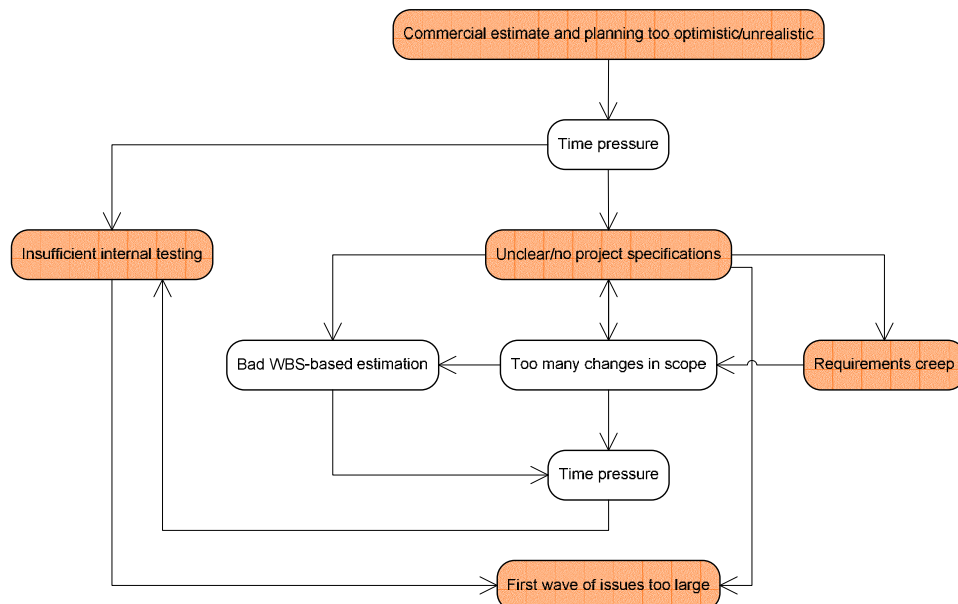 Commercial estimate and planning too optimistic/unrealistic
Time pressure
Insufficient internal testing
Unclear/no project specifications
Bad WBS-based estimation
Too many changes in scope
Requirements creep
Time pressure
First wave of issues too large